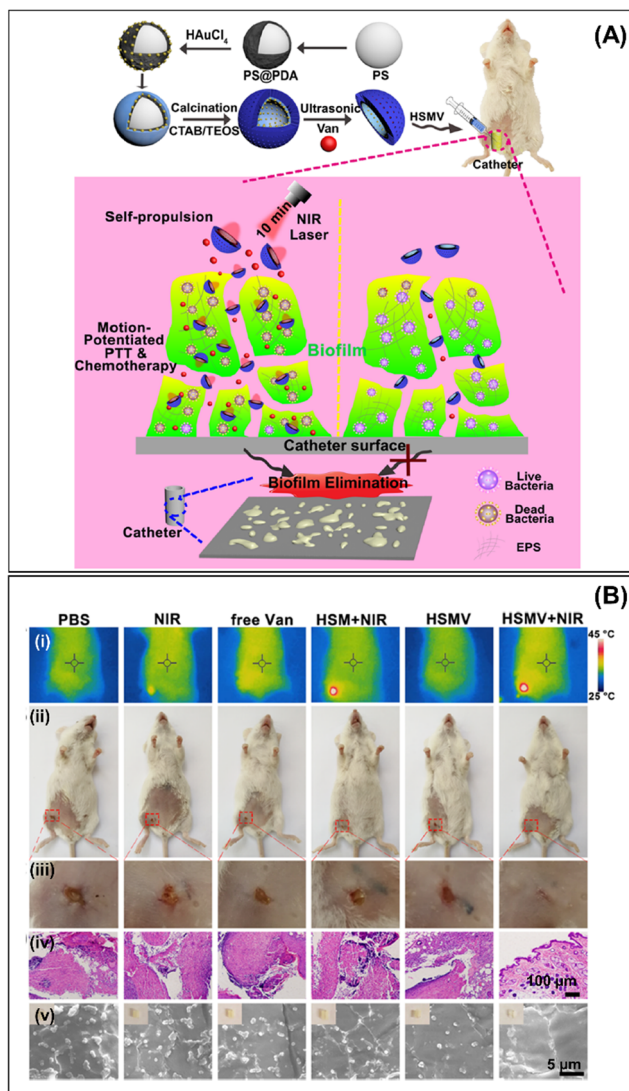 (A)
HAuCl4
PS@PDA
PS
Calcination
CTAB/TEOS
Ultrasonic
Van
HSMV
Catheter
Self-propulsion
10 min
NIR
Laser
Motion-
Potentiated
PTT &
Chemotherapy
Biofilm
Catheter surface
Biofilm Elimination
Catheter
Live
Bacteria
Dead
Bacteria
EPS
(B)
PBS NIR free Van HSM+NIR HSMV HSMV+NIR
(i)
45 °C
25 °C
(ii)
(iii)
(iv)
100 µm
(v)
5 µm